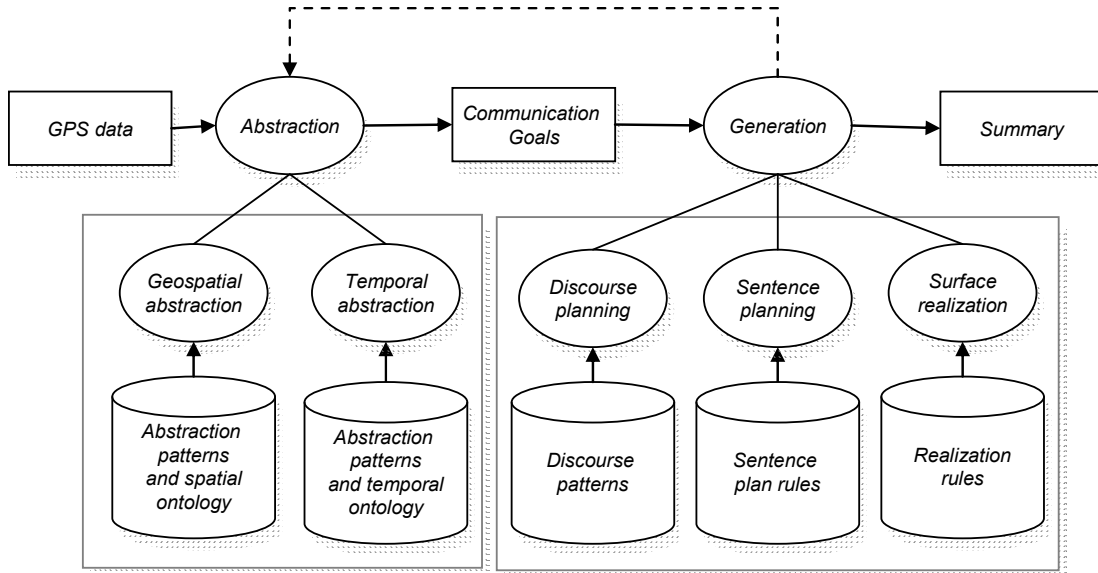 GPS data
Abstraction
Communication
Goals
Generation
Summary
Geospatial
abstraction
Temporal
abstraction
Discourse
planning
Sentence
planning
Surface
realization
Abstraction
patterns
and spatial
ontology
Abstraction
patterns
and temporal
ontology
Discourse
patterns
Sentence
plan rules
Realization
rules